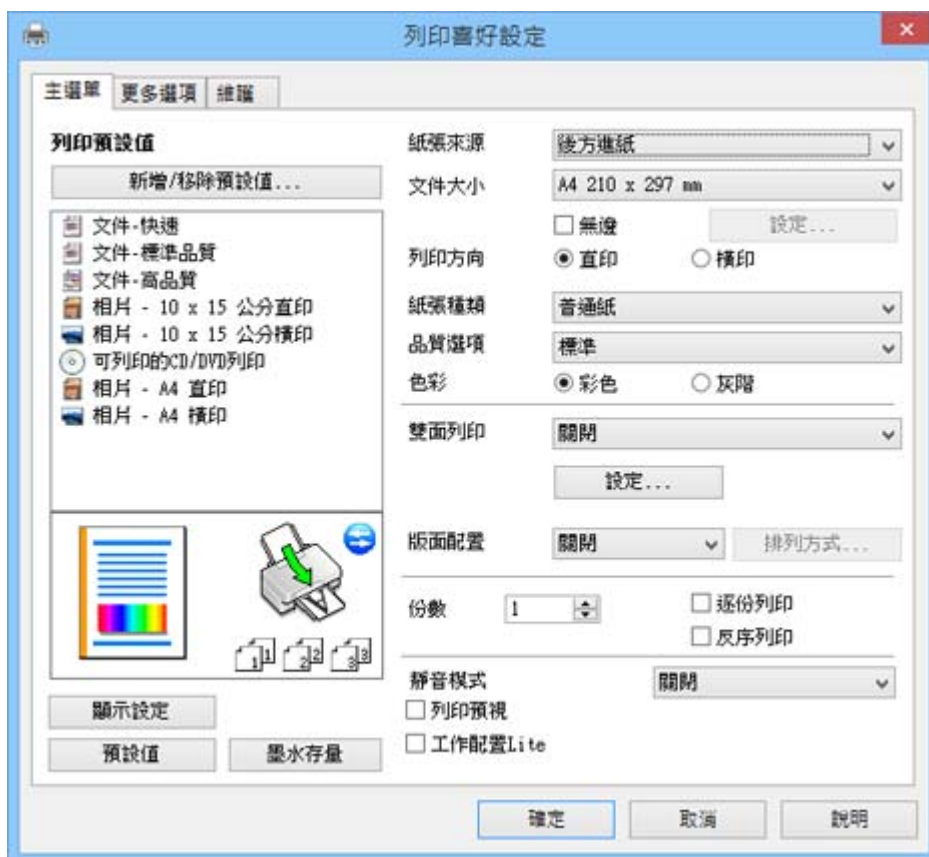 列印喜好設定
主選單 更多選項 維護
列印預設值
新增/移除預設值...
文件-快速
文件-標準品質
文件-高品質
相片 - 10 x 15 公分直印
相片 - 10 x 15 公分橫印
可列印的CD/DVD列印
相片 - A4 直印
相片 - A4 橫印
1 1 2 2 3 3
顯示設定
預設值 墨水存量
紙張來源 後方進紙
文件大小 A4 210 x 297 mm
無邊 設定...
列印方向 直印 橫印
紙張種類 普通紙
品質選項 標準
色彩 彩色 灰階
雙面列印 關閉
設定...
版面配置 關閉 排列方式...
份數 1 逐份列印
反序列印
靜音模式 關閉
列印預視
工作配置Lite
確定 取消 說明